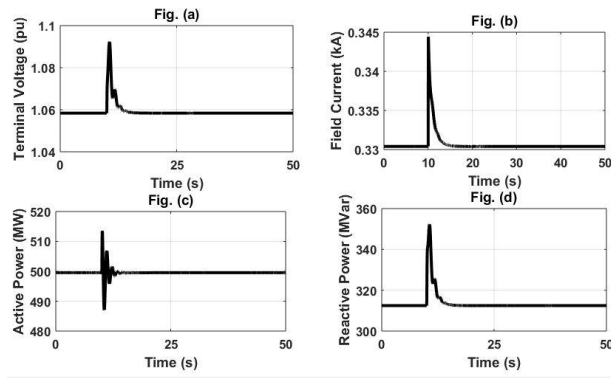 Fig. (a)
1.1
1.08
1.06
1.04
Terminal Voltage (pu)
0 25 50
Time (s)
Fig. (b)
0.345
0.34
0.335
0.33
Field Current (kA)
0 10 20 30 40 50
Time (s)
Fig. (c)
520
510
500
490
480
Active Power (MW)
0 25 50
Time (s)
Fig. (d)
360
340
320
300
Reactive Power (MVar)
0 25 50
Time (s)